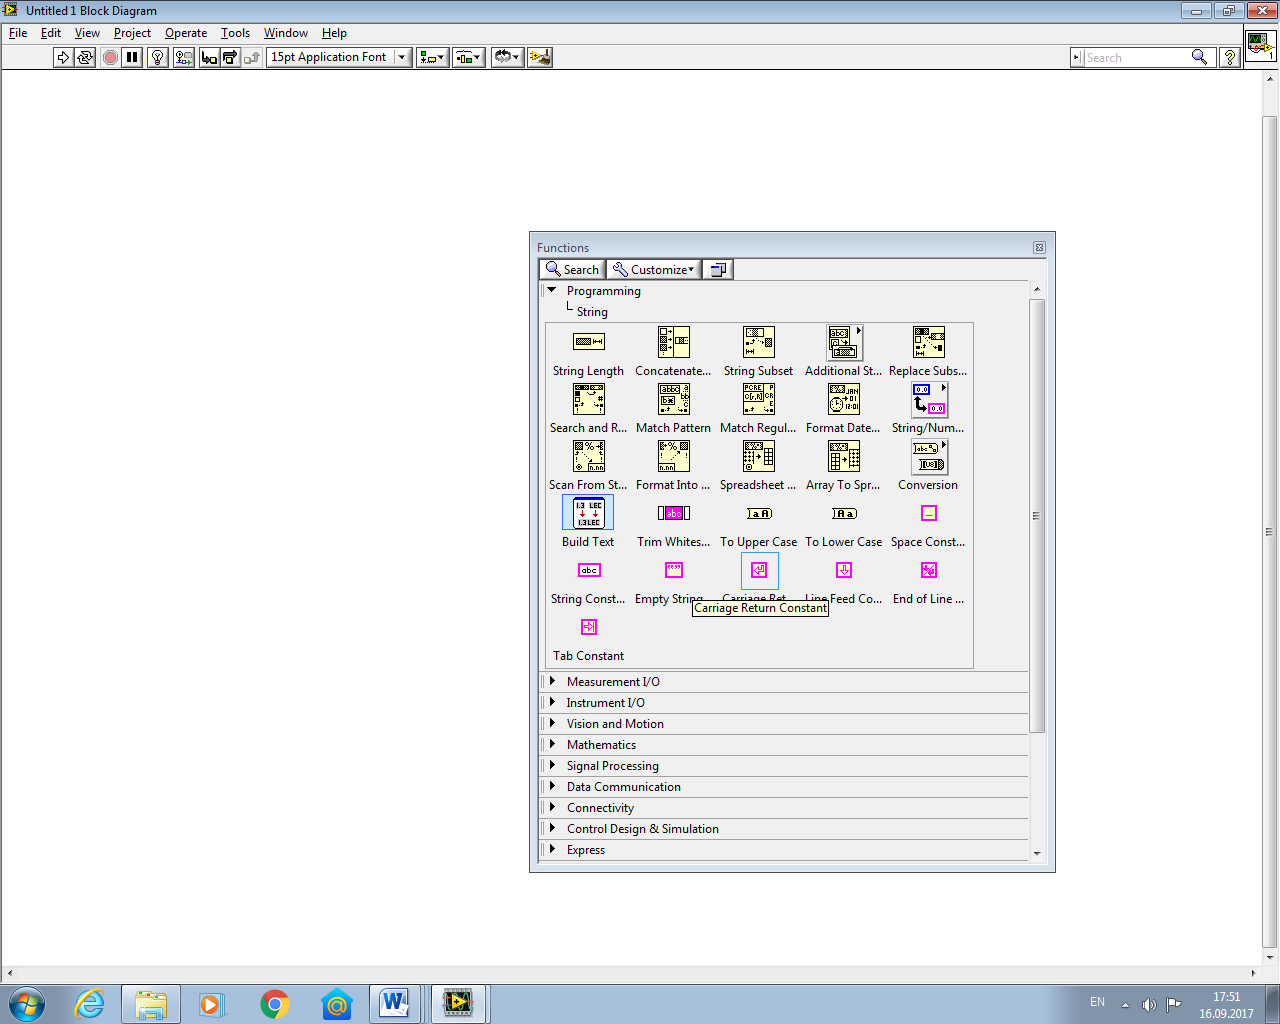 Untitled 1 Block Diagram
File Edit View Project Operate Tools Window Help
15pt Application Font
Search
?
1
Functions
Search Customize
Programming
String
String Length Concatenate... String Subset Additional St... Replace Subs...
Search and R... Match Pattern Match Regul... Format Date... String/Num...
Scan From St... Format Into ... Spreadsheet ... Array To Spr... Conversion
Build Text Trim Whites... To Upper Case To Lower Case Space Const...
abc
String Const... Empty String Carriage Ret... Line Feed Co... End of Line ...
Carriage Return Constant
Tab Constant
Measurement I/O
Instrument I/O
Vision and Motion
Mathematics
Signal Processing
Data Communication
Connectivity
Control Design & Simulation
Express
EN
17:51
16.09.2017